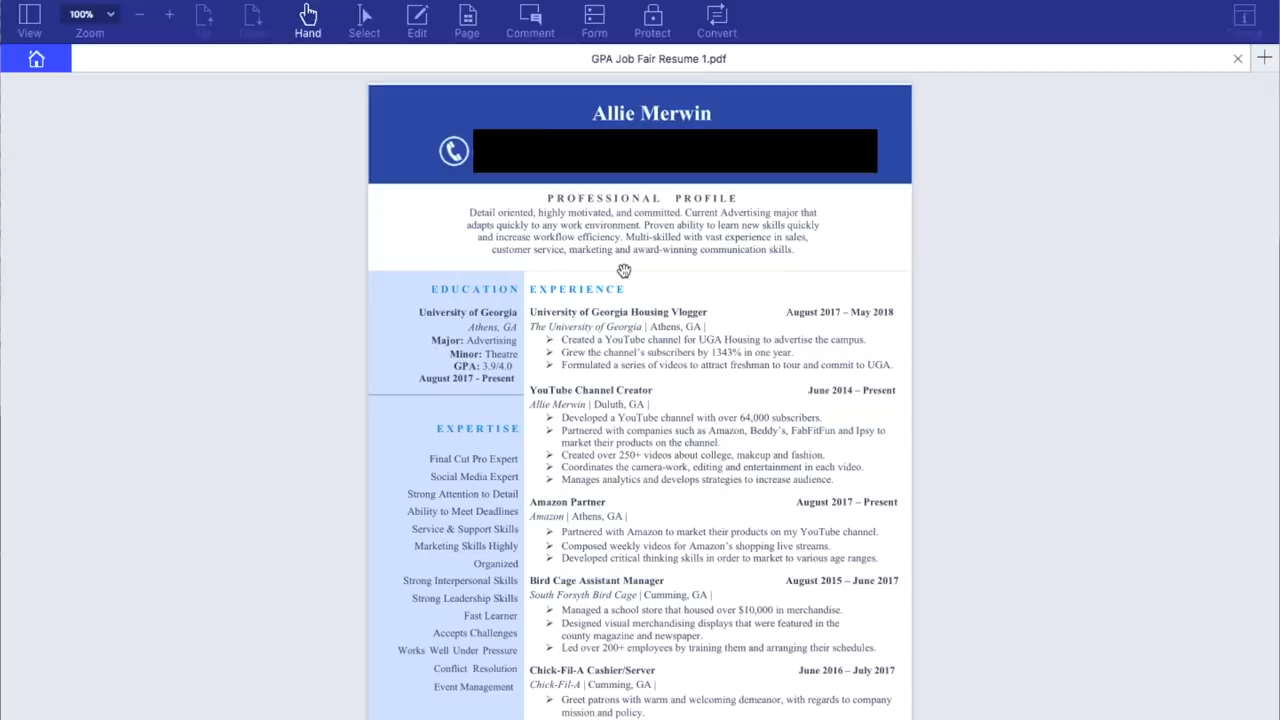 100%
View
Zoom
Hand
Select
Edit
Page
Comment
Form
Protect
Convert
GPA Job Fair Resume 1.pdf
Allie Merwin
PROFESSIONAL PROFILE
Detail oriented, highly motivated, and committed. Current Advertising major that
adapts quickly to any work environment. Proven ability to learn new skills quickly
and increase workflow efficiency. Multi-skilled with vast experience in sales,
customer service, marketing and award-winning communication skills.
EDUCATION
University of Georgia
Athens, GA
Major: Advertising
Minor: Theatre
GPA: 3.9/4.0
August 2017 - Present
EXPERTISE
Final Cut Pro Expert
Social Media Expert
Strong Attention to Detail
Ability to Meet Deadlines
Service & Support Skills
Marketing Skills Highly
Organized
Strong Interpersonal Skills
Strong Leadership Skills
Fast Learner
Accepts Challenges
Works Well Under Pressure
Conflict Resolution
Event Management
EXPERIENCE
University of Georgia Housing Vlogger August 2017 – May 2018
The University of Georgia | Athens, GA |
➢ Created a YouTube channel for UGA Housing to advertise the campus.
➢ Grew the channel's subscribers by 1343% in one year.
➢ Formulated a series of videos to attract freshman to tour and commit to UGA.
YouTube Channel Creator June 2014 – Present
Allie Merwin | Duluth, GA |
➢ Developed a YouTube channel with over 64,000 subscribers.
➢ Partnered with companies such as Amazon, Beddy's, FabFitFun and Ipsy to
market their products on the channel.
➢ Created over 250+ videos about college, makeup and fashion.
➢ Coordinates the camera-work, editing and entertainment in each video.
➢ Manages analytics and develops strategies to increase audience.
Amazon Partner August 2017 – Present
Amazon | Athens, GA |
➢ Partnered with Amazon to market their products on my YouTube channel.
➢ Composed weekly videos for Amazon's shopping live streams.
➢ Developed critical thinking skills in order to market to various age ranges.
Bird Cage Assistant Manager August 2015 – June 2017
South Forsyth Bird Cage | Cumming, GA |
➢ Managed a school store that housed over $10,000 in merchandise.
➢ Designed visual merchandising displays that were featured in the
county magazine and newspaper.
➢ Led over 200+ employees by training them and arranging their schedules.
Chick-Fil-A Cashier/Server June 2016 – July 2017
Chick-Fil-A | Cumming, GA |
➢ Greet patrons with warm and welcoming demeanor, with regards to company
mission and policy.